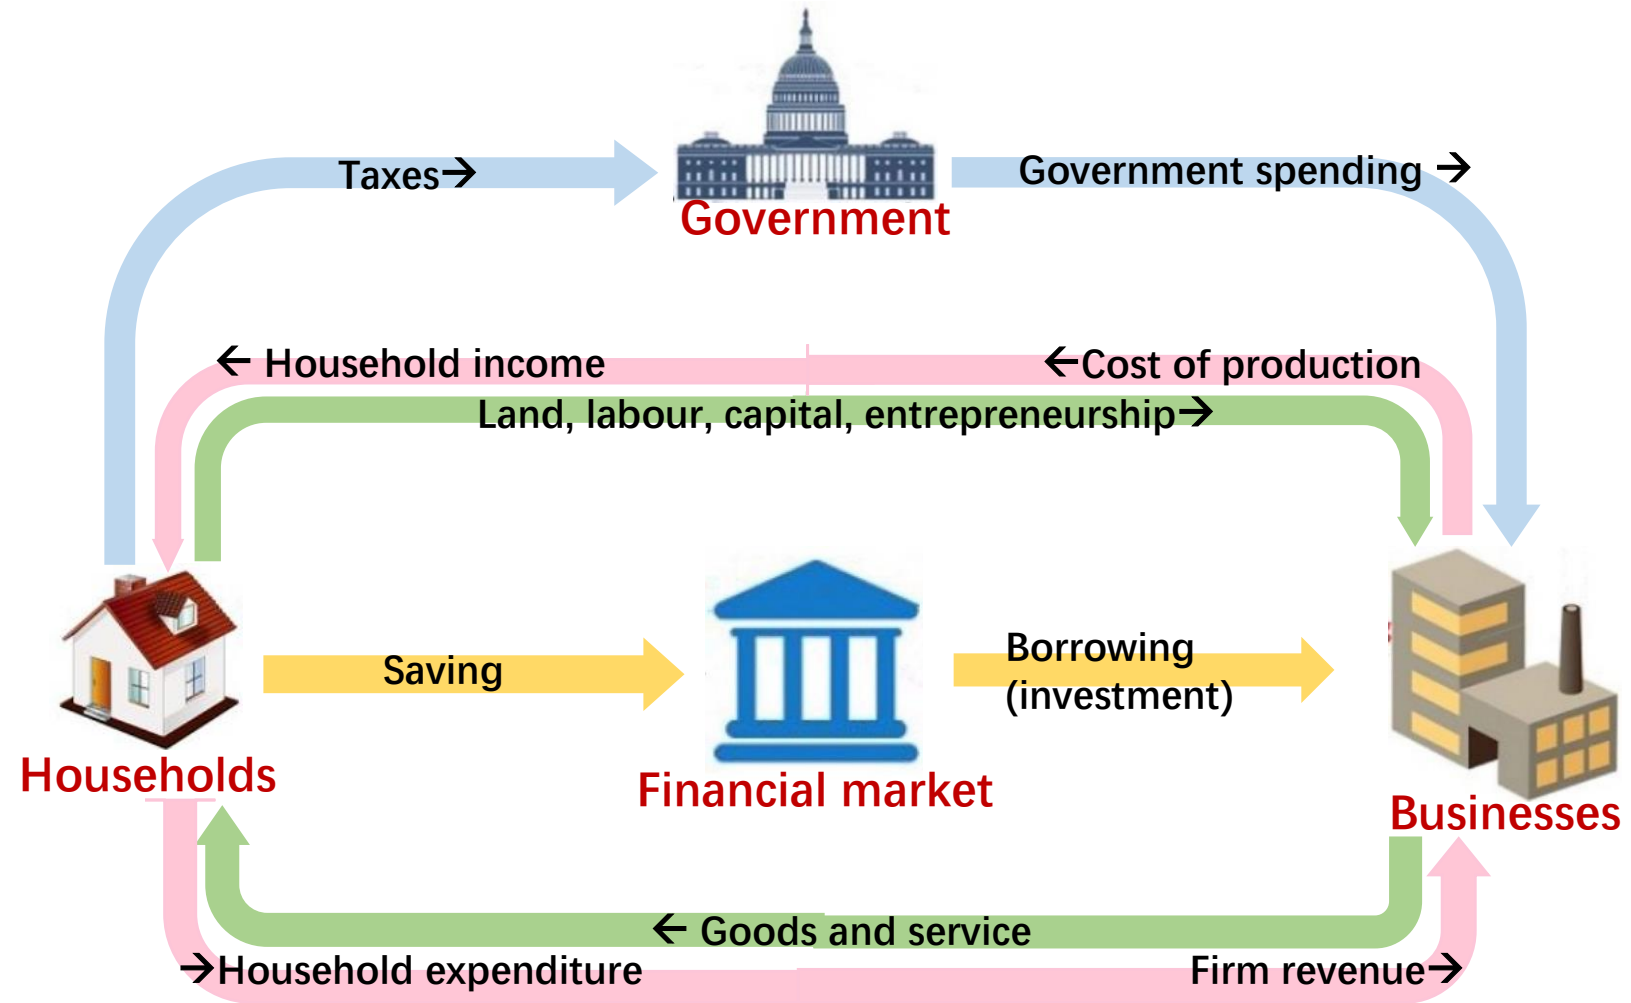 Taxes→
Government spending →
Government
← Household income
←Cost of production
Land, labour, capital, entrepreneurship→
Saving
Borrowing
(investment)
Households
Financial market
Businesses
← Goods and service
→Household expenditure
Firm revenue→